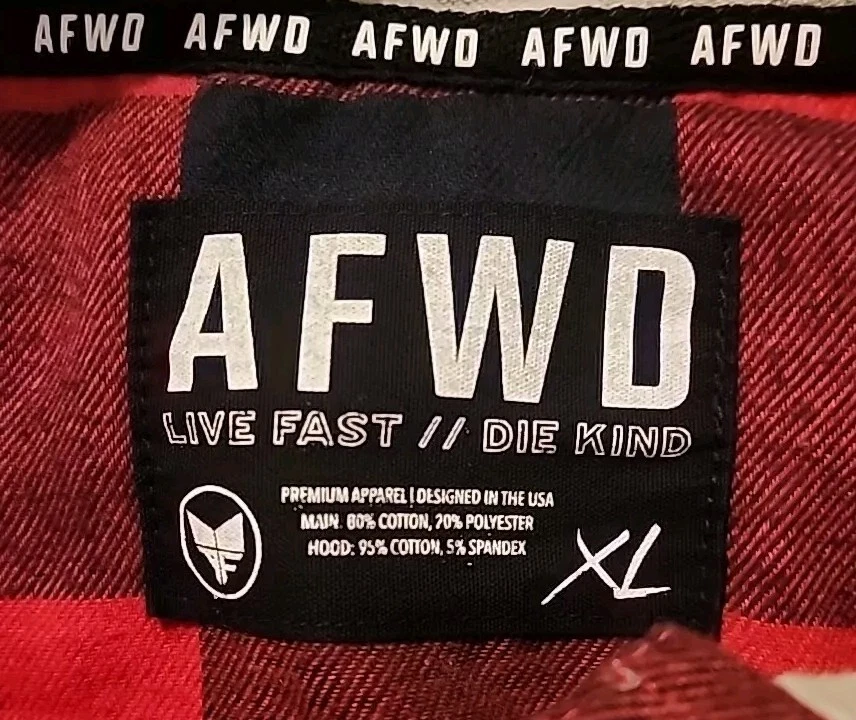 AFWD AFWD AFWD AFWD AFWD
AFWD
LIVE FAST // DIE KIND
PREMIUM APPAREL | DESIGNED IN THE USA
MAIN: 80% COTTON, 20% POLYESTER
HOOD: 95% COTTON, 5% SPANDEX
XL